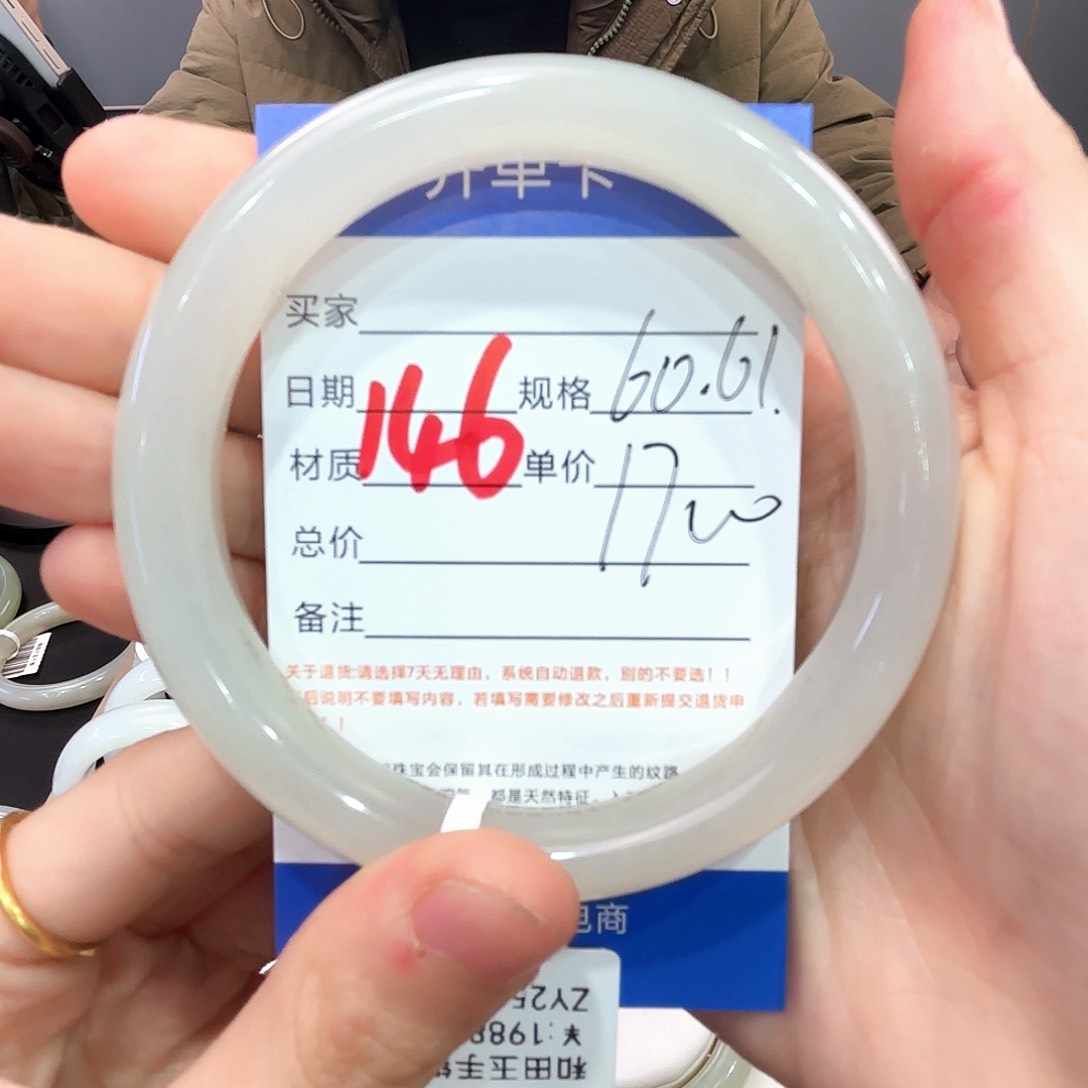 开单卡
买家
日期 146 规格 60.61.
材质 单价 1700
总价
备注
关于退货:请选择7天无理由，系统自动退款，别的不要选！！
后说明不要填写内容，若填写需要修改之后重新提交退货申
！
珠宝会保留其在形成过程中产生的纹路
都是天然特征。
电商
ZY25
¥:1988
和田玉手